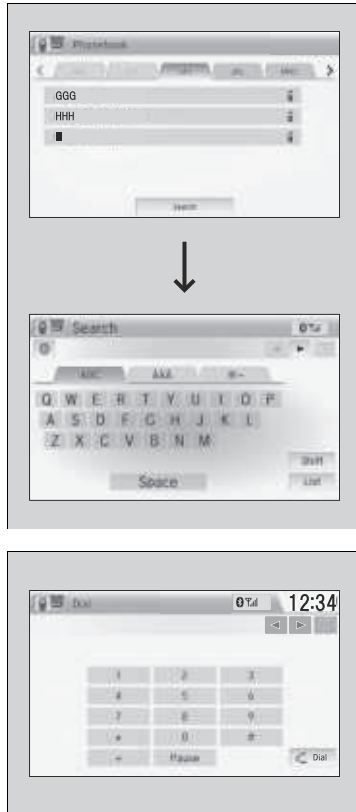 Phonebook
GGG
HHH
I
Search
Search
ABC ÀÄÂ @~
Q W E R T Y U I O P
A S D F G H J K L
Z X C V B N M
Shift
Space
List
Dial 12:34
1 2 3
4 5 6
7 8 9
* 0 #
+ Pause
Dial